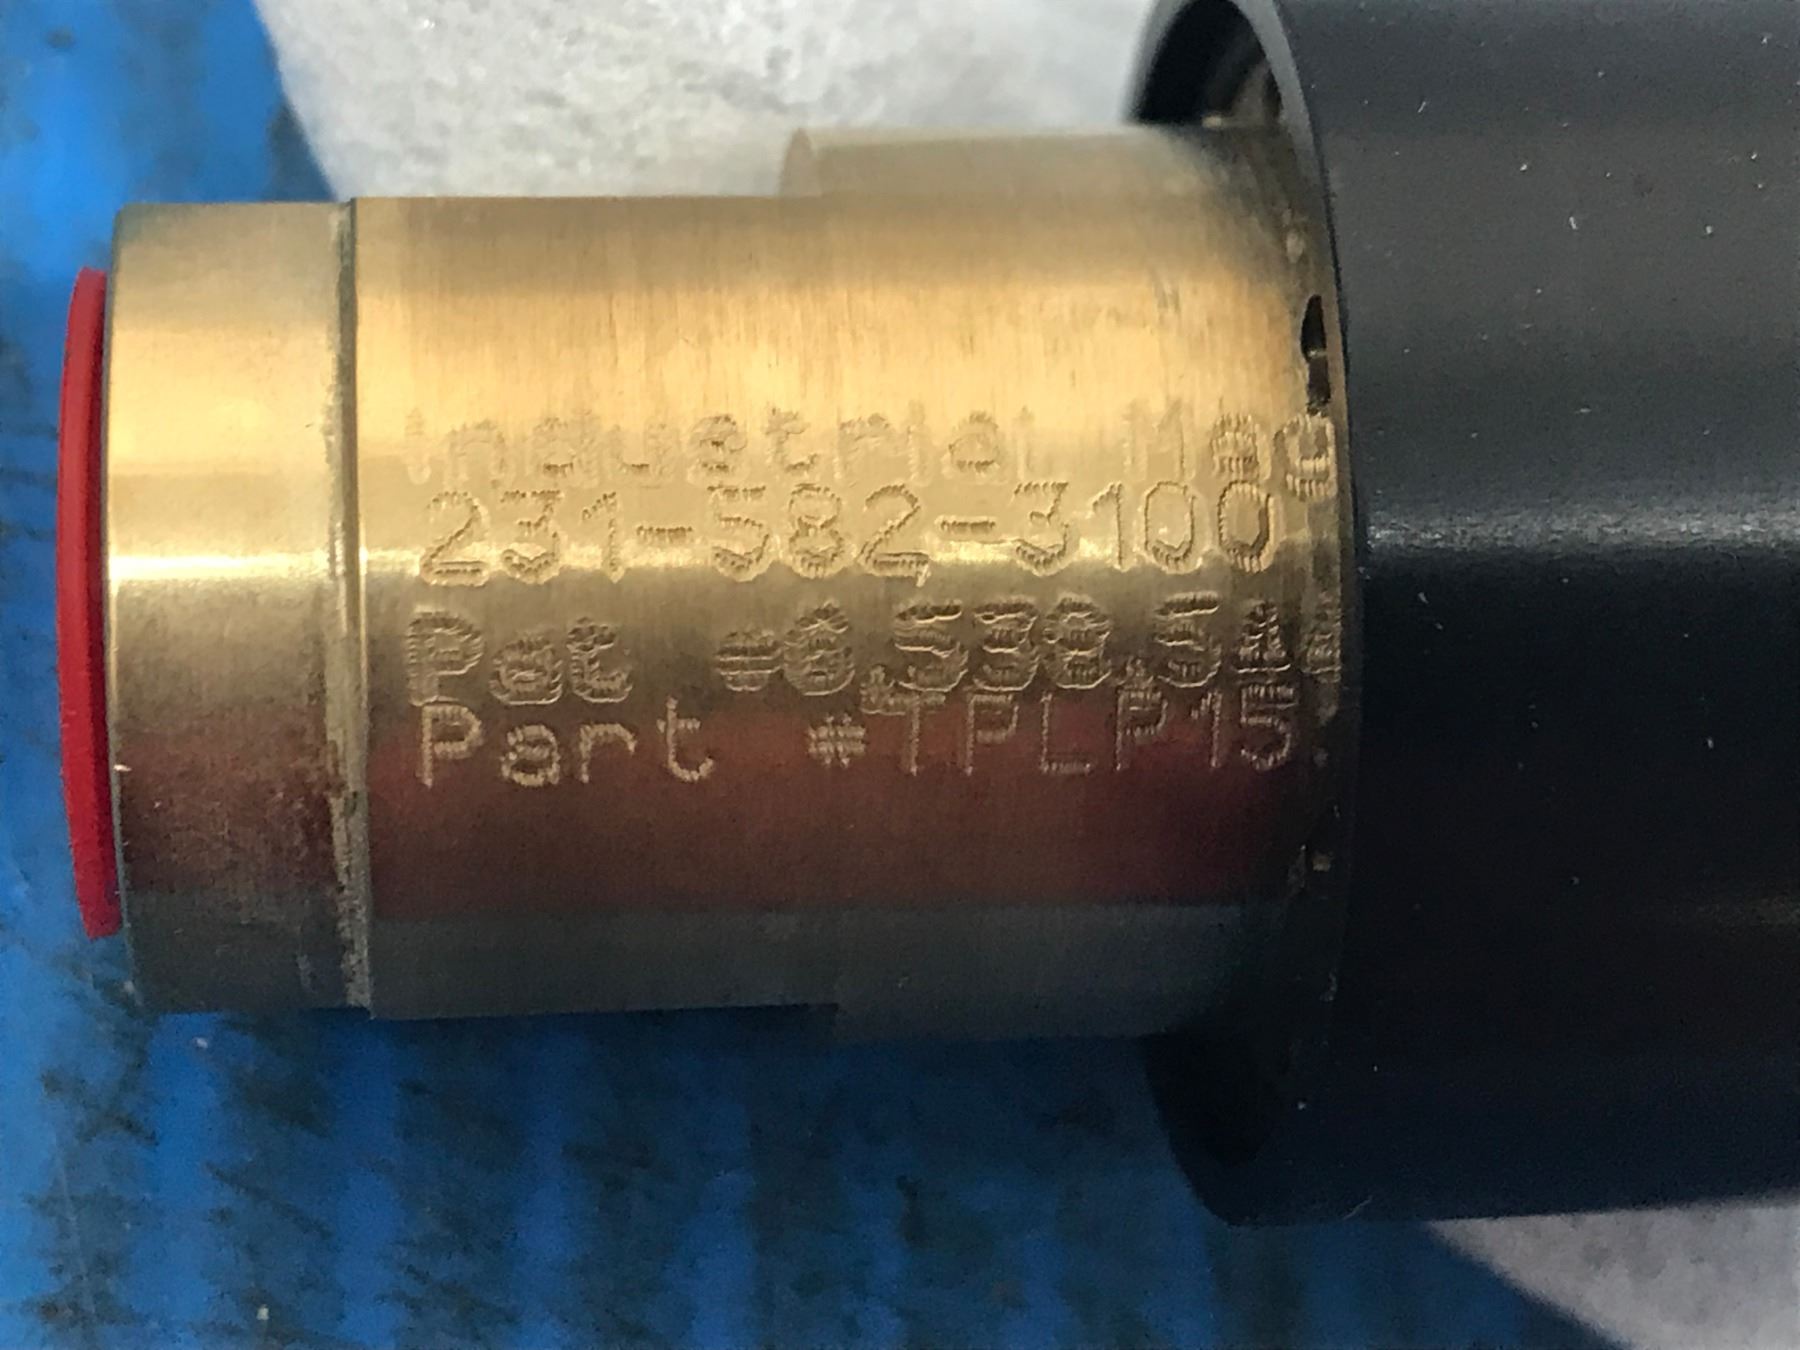 Industrial Mag
231-582-3100
Pat #6,538,544
Part #TPLP15